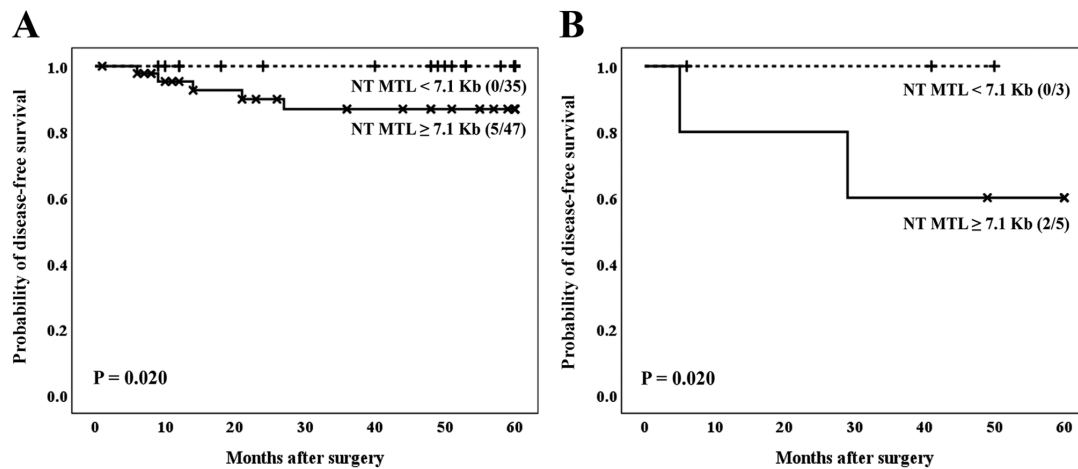 A
Probability of disease-free survival
1.0
0.8
0.6
0.4
0.2
0.0
NT MTL < 7.1 Kb (0/35)
NT MTL ≥ 7.1 Kb (5/47)
P = 0.020
0 10 20 30 40 50 60
Months after surgery
B
Probability of disease-free survival
1.0
0.8
0.6
0.4
0.2
0.0
NT MTL < 7.1 Kb (0/3)
NT MTL ≥ 7.1 Kb (2/5)
P = 0.020
0 10 20 30 40 50 60
Months after surgery